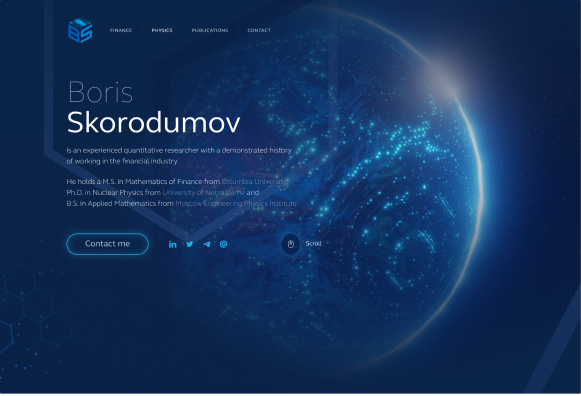 BS
FINANCE PHYSICS PUBLICATIONS CONTACT
Boris
Skorodumov
is an experienced quantitative researcher with a demonstrated history
of working in the financial industry
He holds a M.S. in Mathematics of Finance from Columbia University,
Ph.D. in Nuclear Physics from University of Notre Dame and
B.S. in Applied Mathematics from Moscow Engineering Physics Institute
Contact me
Scroll